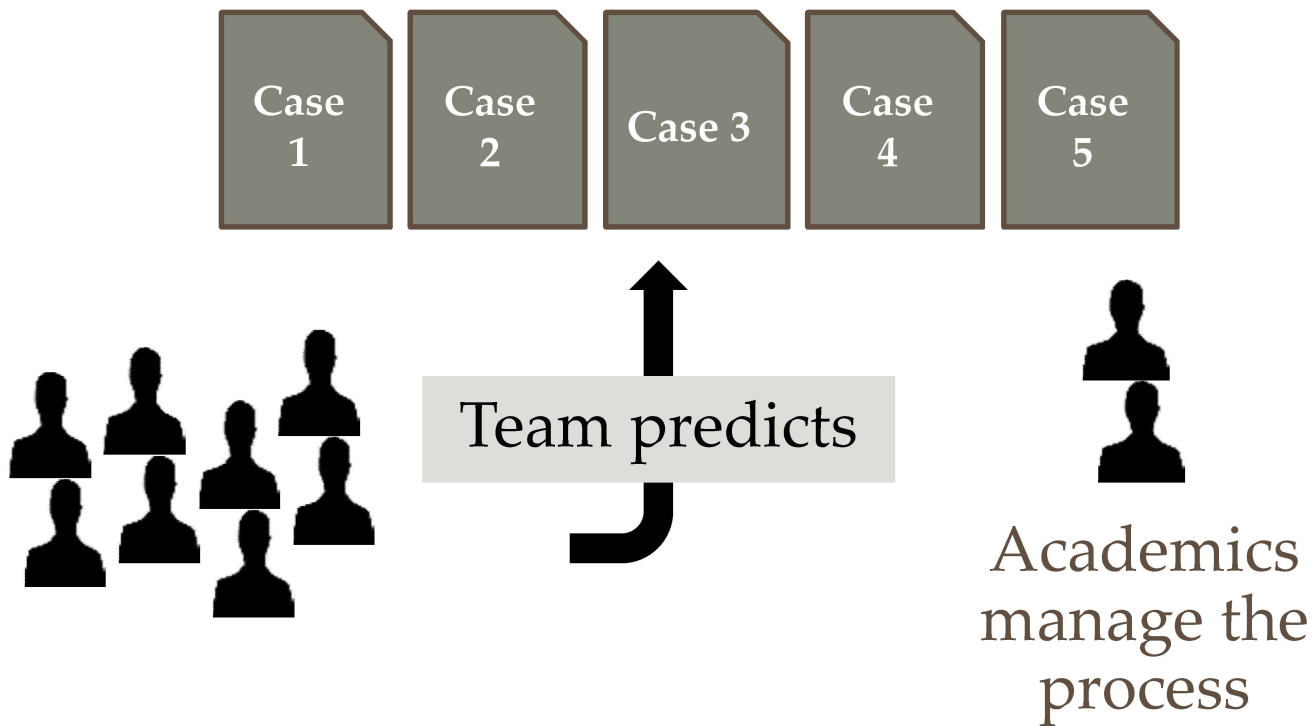 Case
1
Case
2
Case 3
Case
4
Case
5
Team predicts
Academics
manage the
process